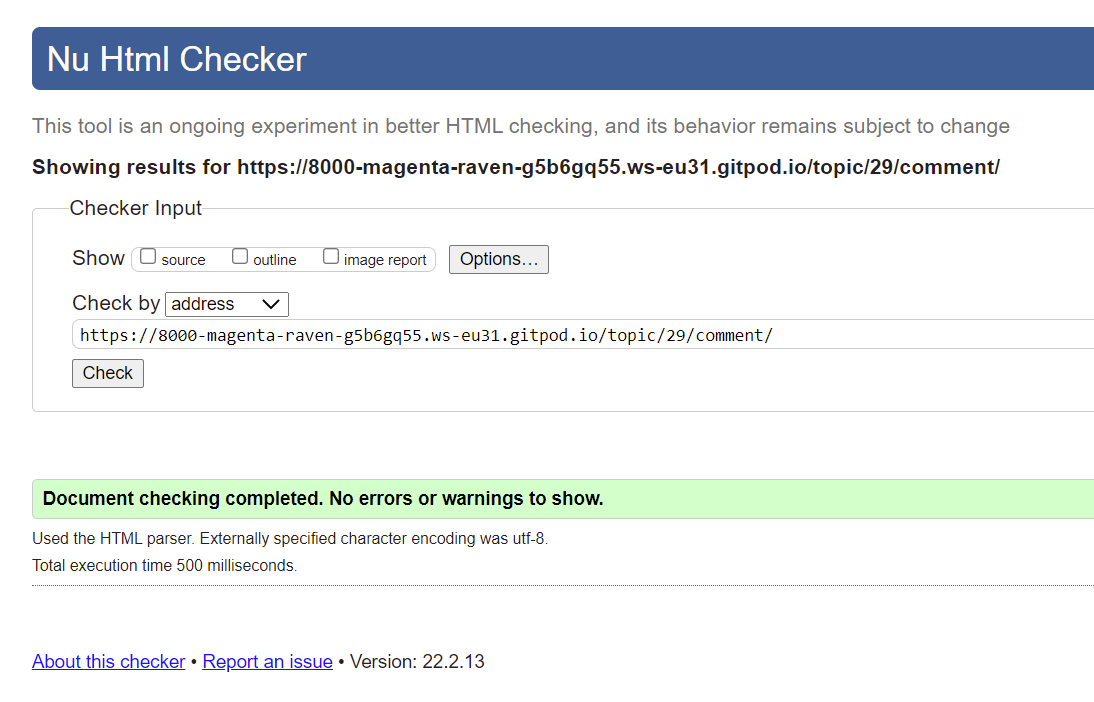 Nu Html Checker
This tool is an ongoing experiment in better HTML checking, and its behavior remains subject to change
Showing results for https://8000-magenta-raven-g5b6gq55.ws-eu31.gitpod.io/topic/29/comment/
Checker Input
Show source outline image report Options...
Check by address
https://8000-magenta-raven-g5b6gq55.ws-eu31.gitpod.io/topic/29/comment/
Check
Document checking completed. No errors or warnings to show.
Used the HTML parser. Externally specified character encoding was utf-8.
Total execution time 500 milliseconds.
About this checker • Report an issue • Version: 22.2.13